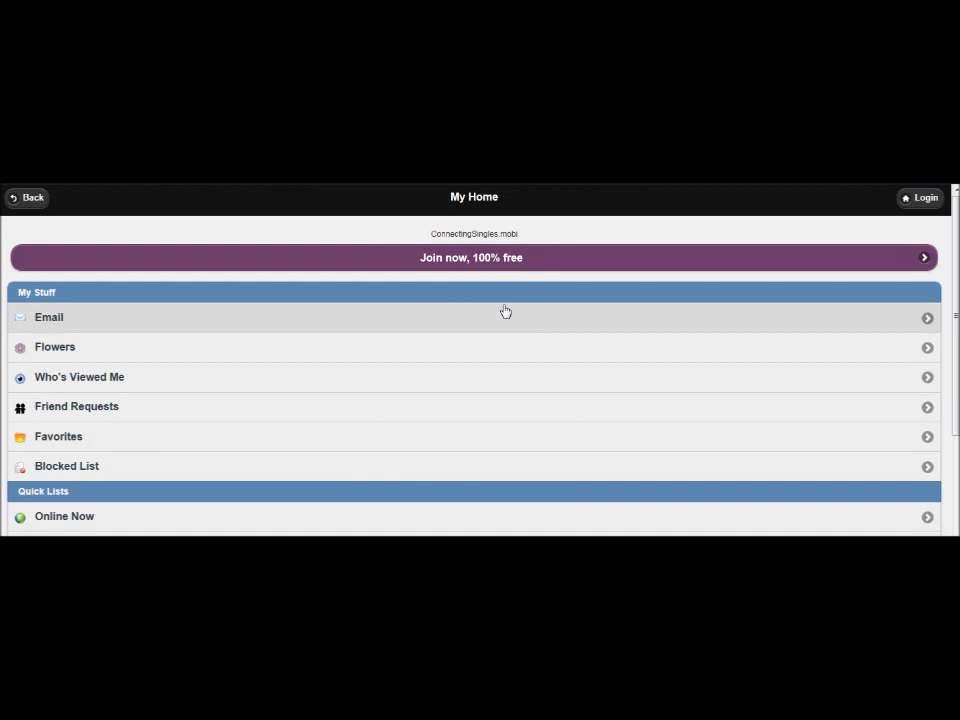 Back
My Home
Login
ConnectingSingles.mobi
Join now, 100% free
My Stuff
Email
Flowers
Who's Viewed Me
Friend Requests
Favorites
Blocked List
Quick Lists
Online Now